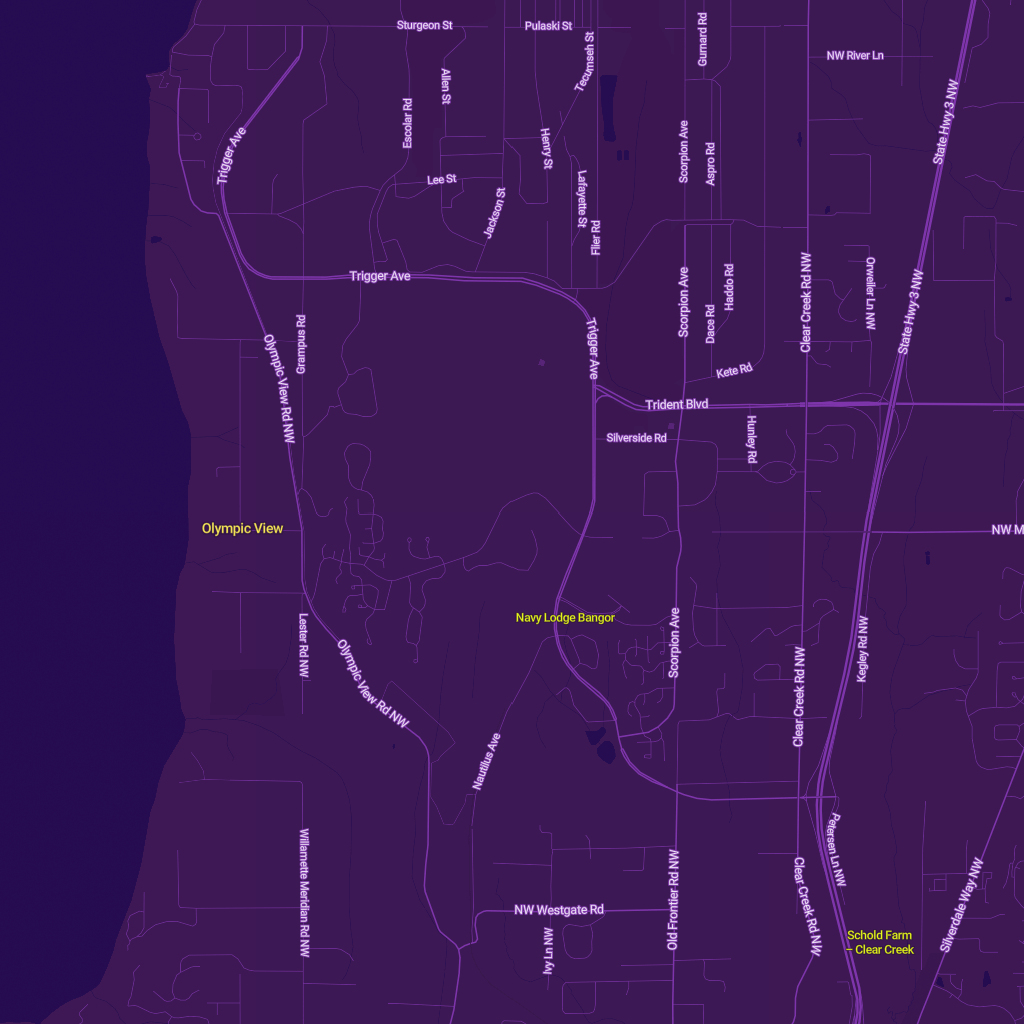 Sturgeon St
Pulaski St
Gurnard Rd
NW River Ln
Tecumseh St
Allen St
Escolar Rd
State Hwy 3 NW
Trigger Ave
Henry St
Scorpion Ave
Aspro Rd
Lee St
Lafayette St
Jackson St
Flier Rd
Trigger Ave
Scorpion Ave
Haddo Rd
Dace Rd
Clear Creek Rd NW
Orweiler Ln NW
State Hwy 3 NW
Grampus Rd
Olympic View Rd NW
Trigger Ave
Kete Rd
Trident Blvd
Silverside Rd
Hunley Rd
Olympic View
NW M
Navy Lodge Bangor
Lester Rd NW
Scorpion Ave
Kegley Rd NW
Olympic View Rd NW
Clear Creek Rd NW
Nautilus Ave
Petersen Ln NW
Willamette Meridian Rd NW
Old Frontier Rd NW
Clear Creek Rd NW
Silverdale Way NW
NW Westgate Rd
Ivy Ln NW
Schold Farm
– Clear Creek